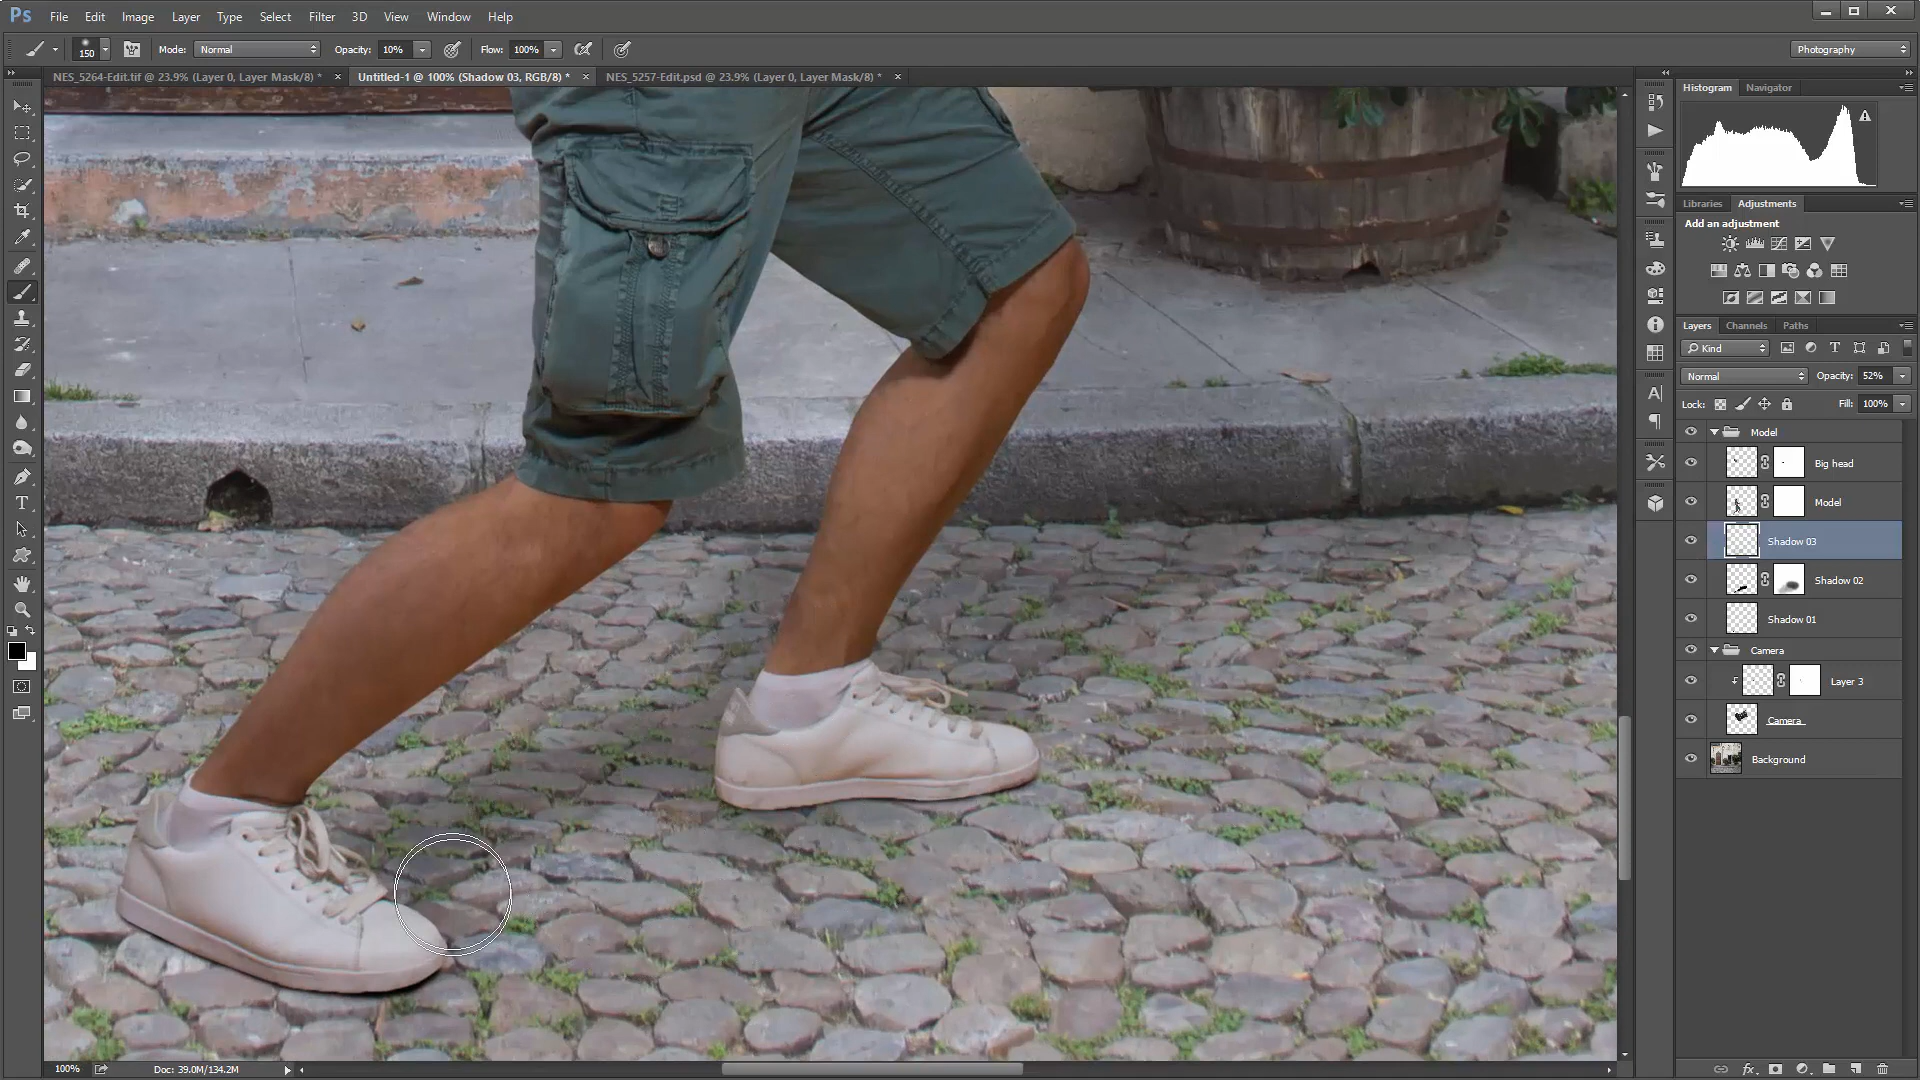 Ps File Edit Image Layer Type Select Filter 3D View Window Help
150 Mode: Normal Opacity: 10% Flow: 100% Photography
NES_5264-Edit.tif @ 23.9% (Layer 0, Layer Mask/8) * × Untitled-1 @ 100% (Shadow 03, RGB/8) * × NES_5257-Edit.psd @ 23.9% (Layer 0, Layer Mask/8) * ×
Histogram Navigator
Libraries Adjustments
Add an adjustment
Layers Channels Paths
Kind
Normal Opacity: 52%
Lock: Fill: 100%
Model
Big head
Model
Shadow 03
Shadow 02
Shadow 01
Camera
Layer 3
Camera
Background
100% Doc: 39.0M/134.2M